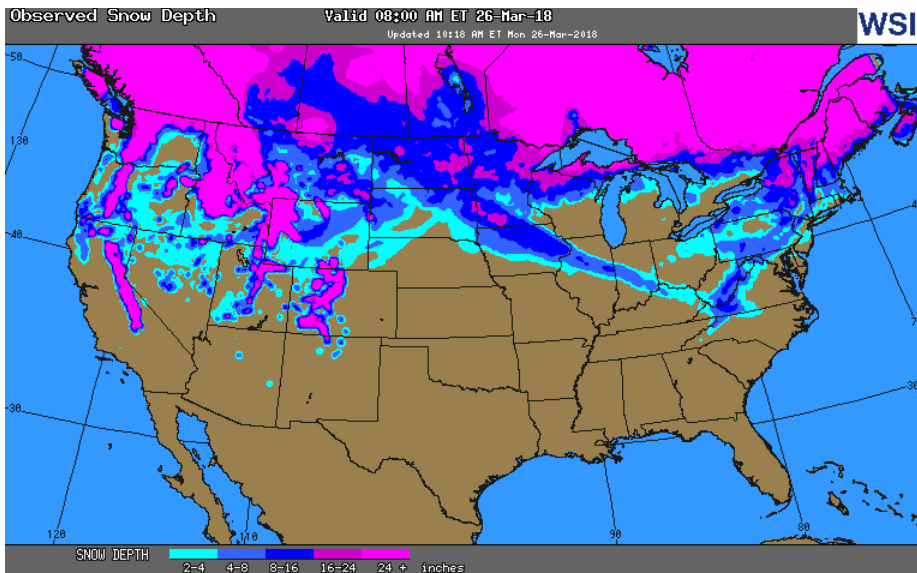 Observed Snow Depth
Valid 08:00 AM ET 26-Mar-18
Updated 10:18 AM ET Mon 26-Mar-2018
WSI
50
130
40
30
120
110
90
80
30
SNOW DEPTH
2-4 4-8 8-16 16-24 24 + inches